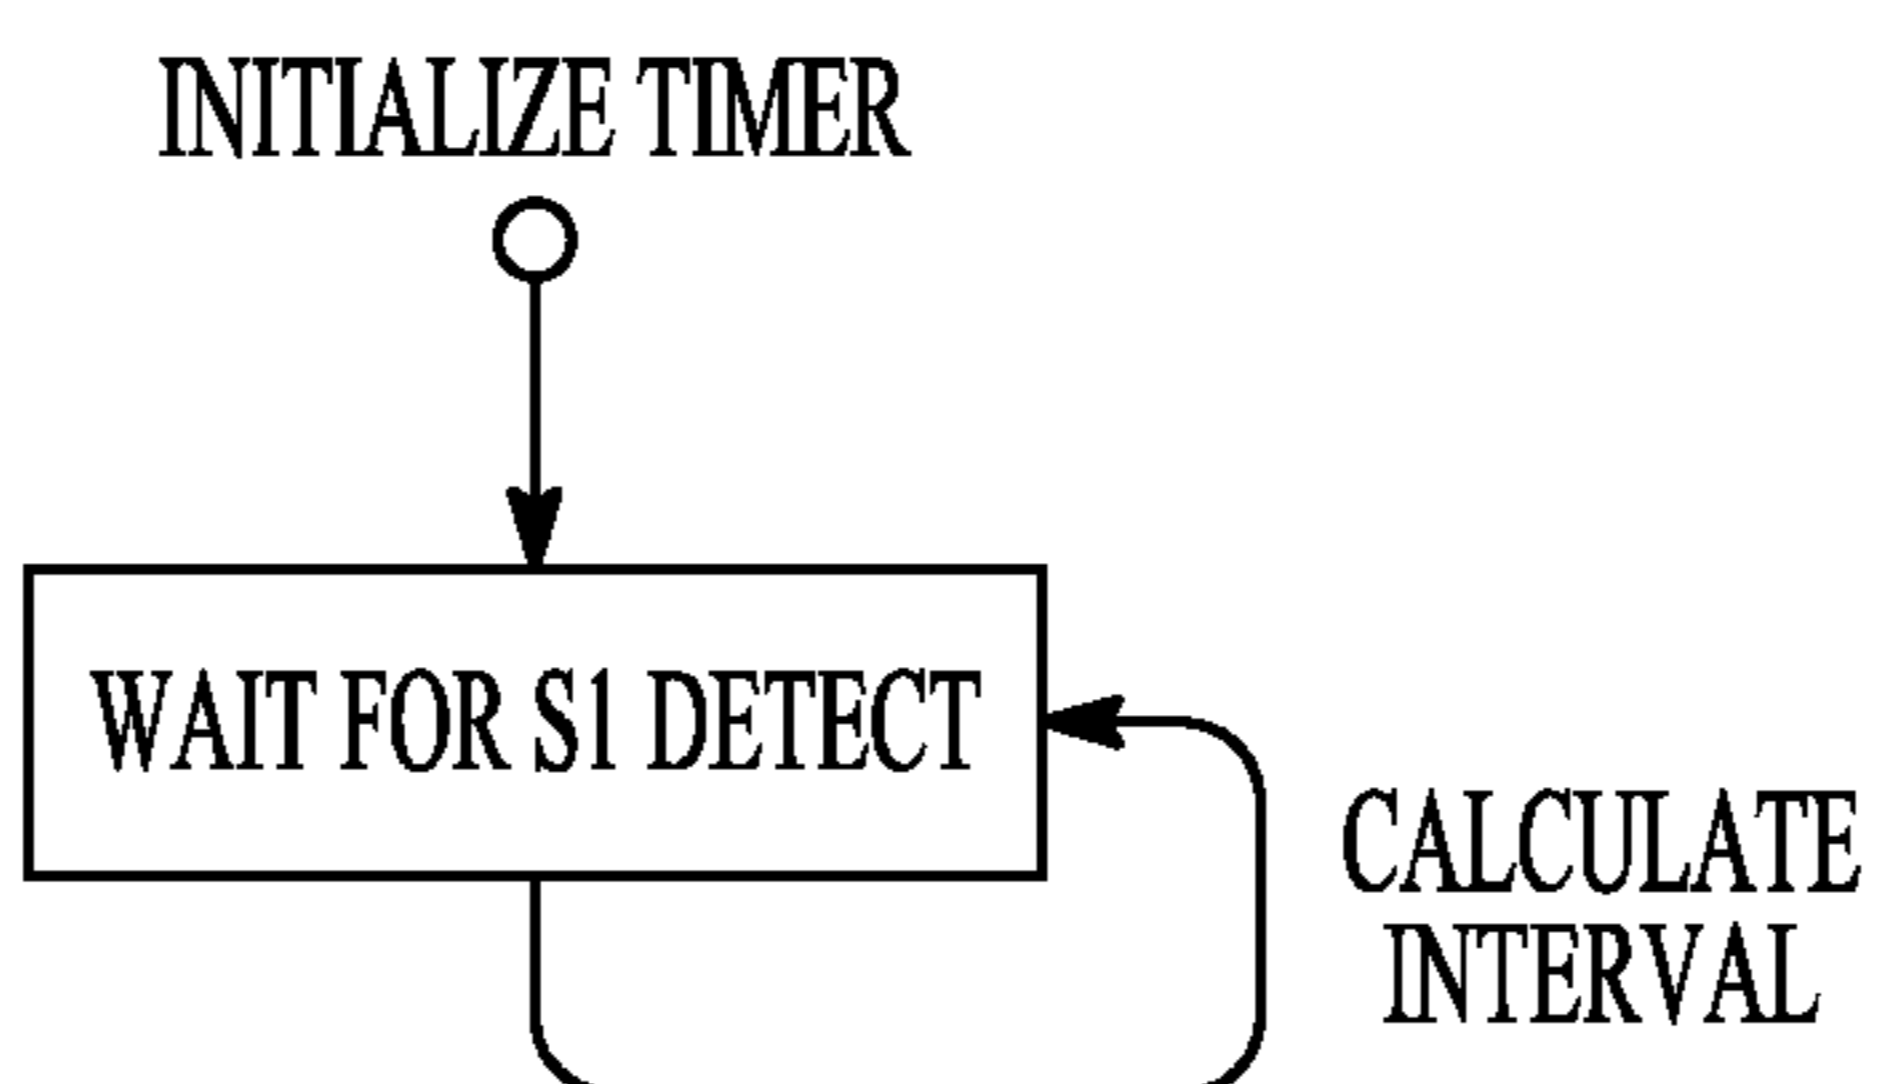 INITIALIZE TIMER
WAIT FOR S1 DETECT
CALCULATE
INTERVAL